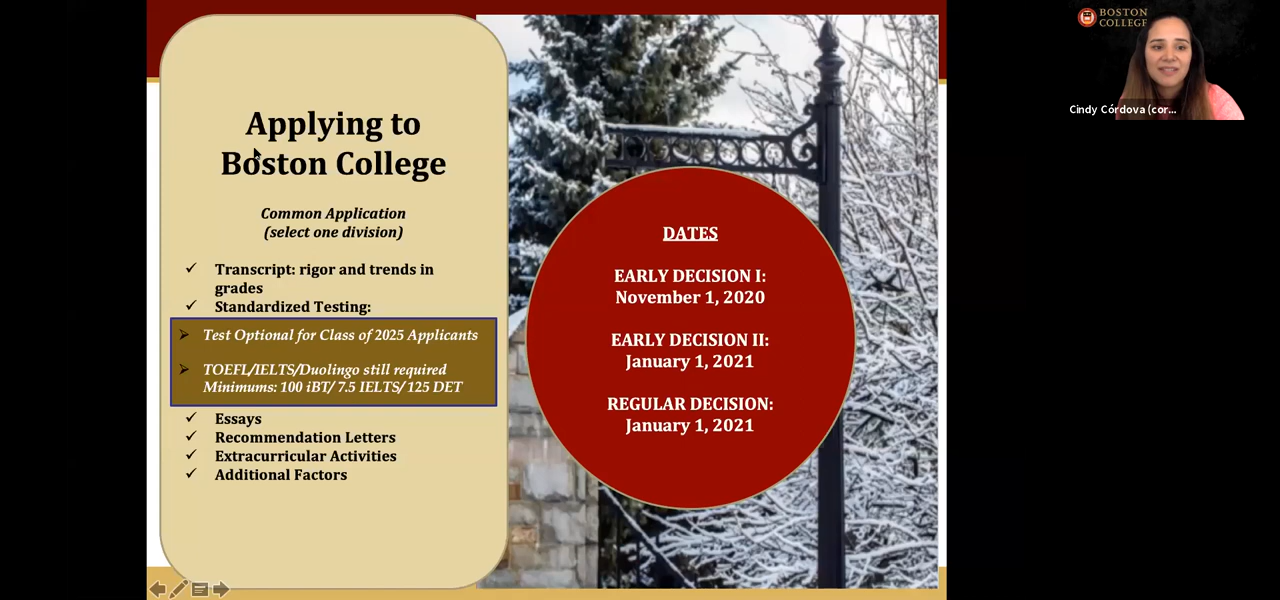 Applying to
Boston College
Common Application
(select one division)
✓ Transcript: rigor and trends in
grades
✓ Standardized Testing:
➢ Test Optional for Class of 2025 Applicants
➢ TOEFL/IELTS/Duolingo still required
Minimums: 100 iBT/ 7.5 IELTS/ 125 DET
✓ Essays
✓ Recommendation Letters
✓ Extracurricular Activities
✓ Additional Factors
DATES
EARLY DECISION I:
November 1, 2020
EARLY DECISION II:
January 1, 2021
REGULAR DECISION:
January 1, 2021
BOSTON
COLLEGE
Cindy Córdova (cor...